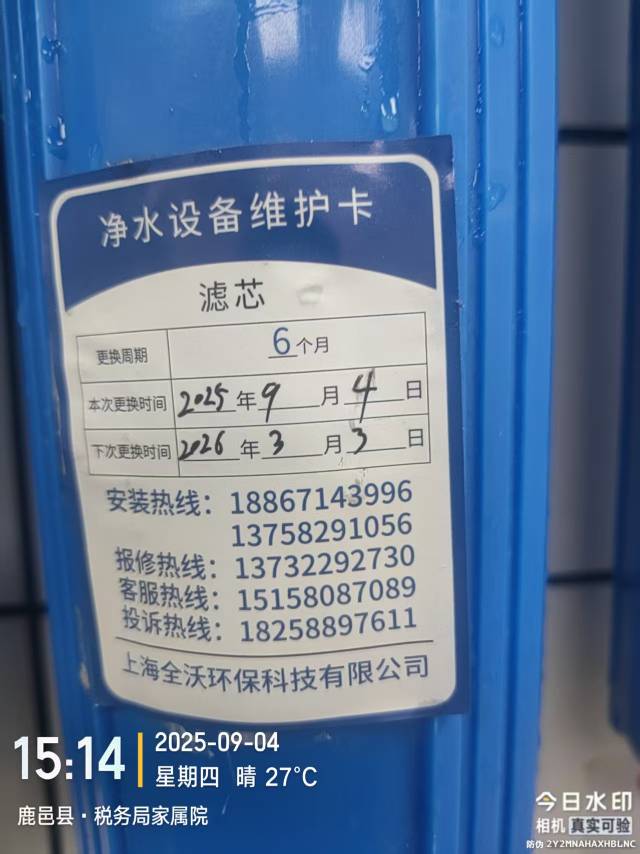 净水设备维护卡
滤芯
更换周期 6个月
本次更换时间 2025年9月4日
下次更换时间 2026年3月3日
安装热线：18867143996
13758291056
报修热线：13732292730
客服热线：15158087089
投诉热线：18258897611
上海全沃环保科技有限公司
15:14
2025-09-04
星期四 晴 27°C
鹿邑县·税务局家属院
今日水印
相机 真实可验
防伪 2Y2MNAHAXHBLNC